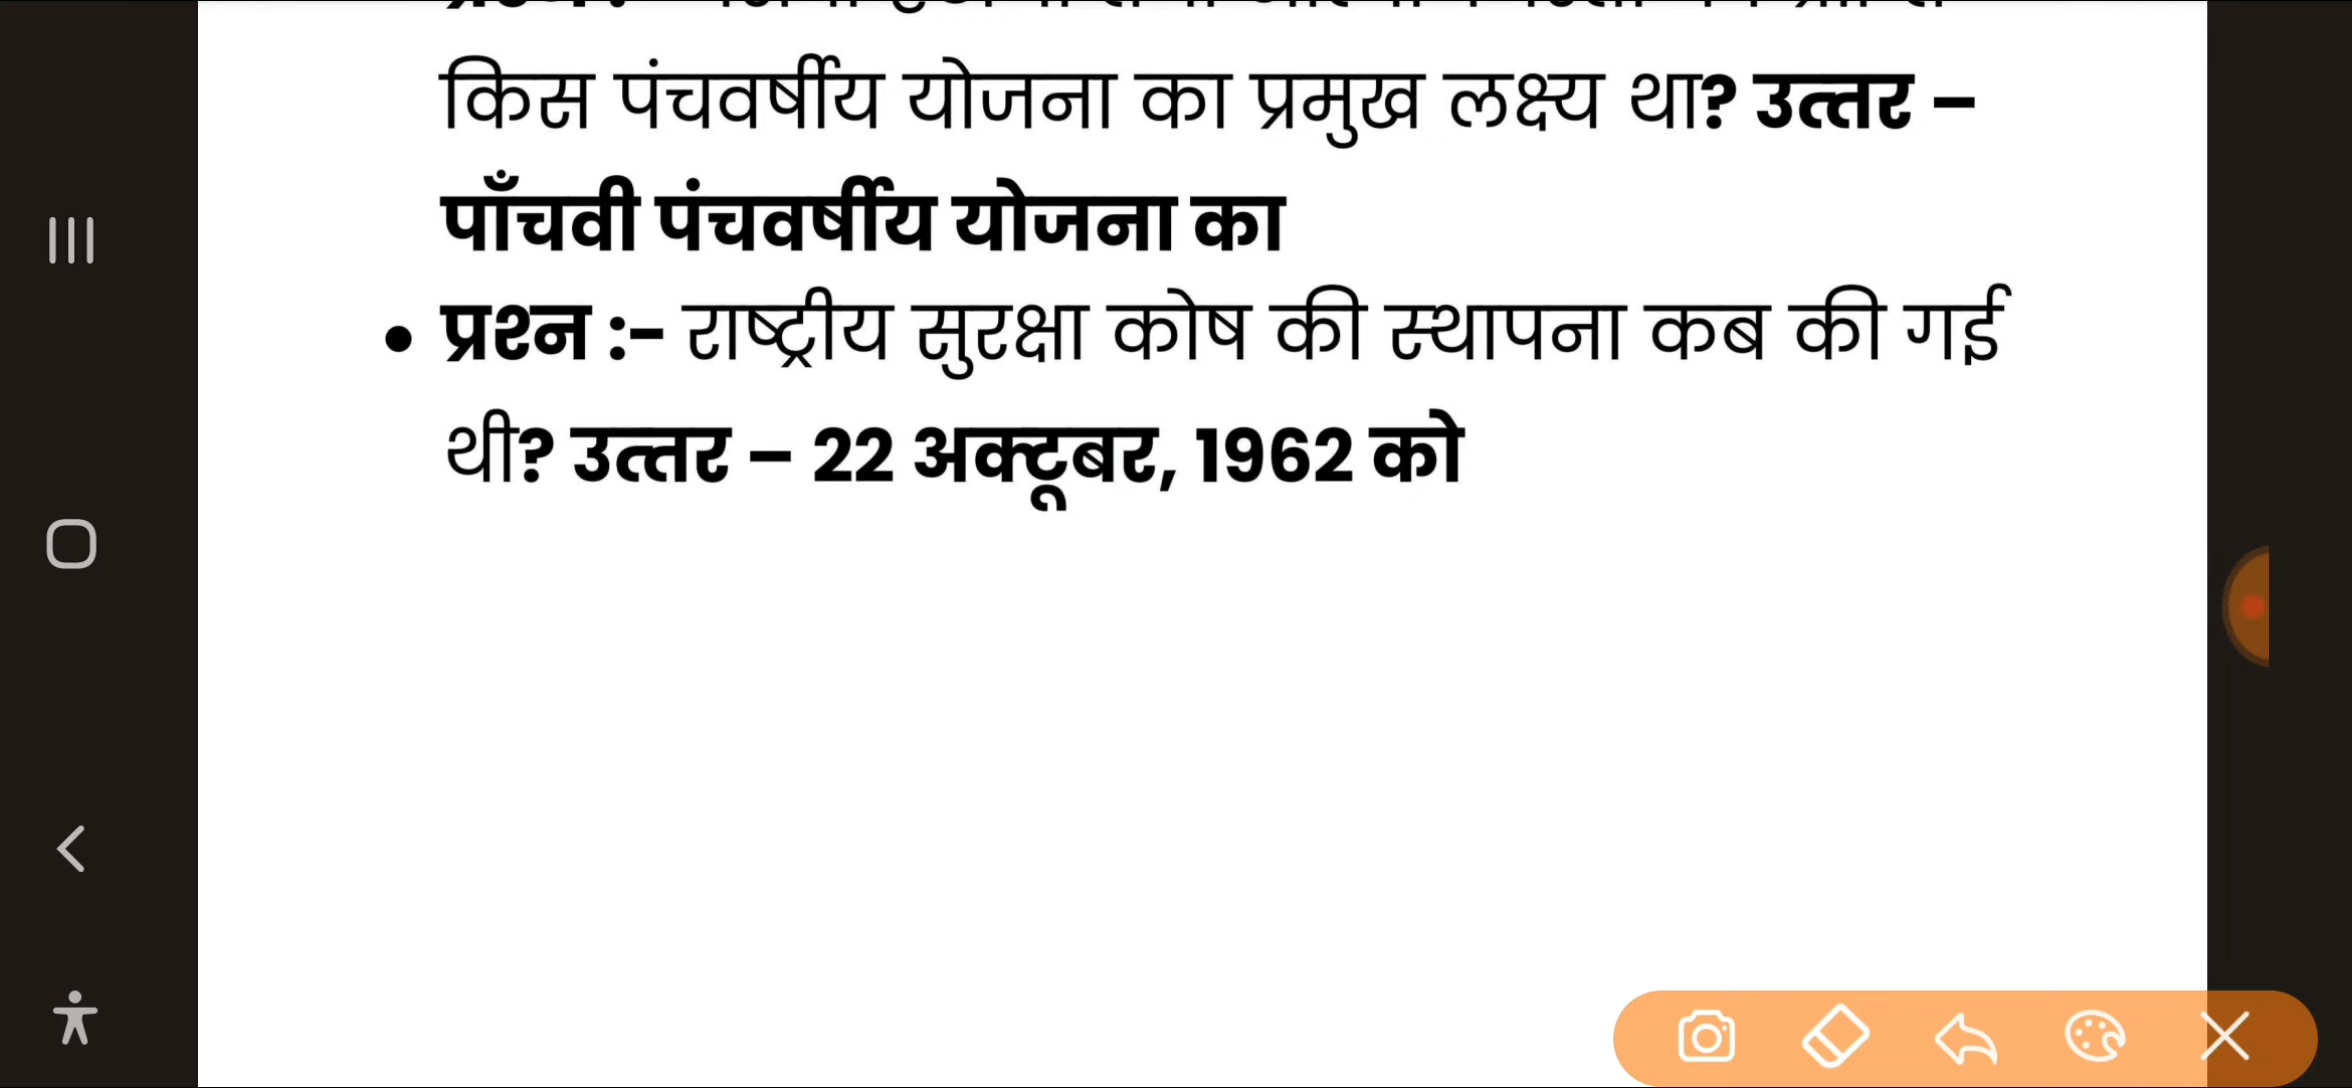 किस पंचवर्षीय योजना का प्रमुख लक्ष्य था? उत्तर –
पाँचवी पंचवर्षीय योजना का
• प्रश्न :- राष्ट्रीय सुरक्षा कोष की स्थापना कब की गई
थी? उत्तर – 22 अक्टूबर, 1962 को